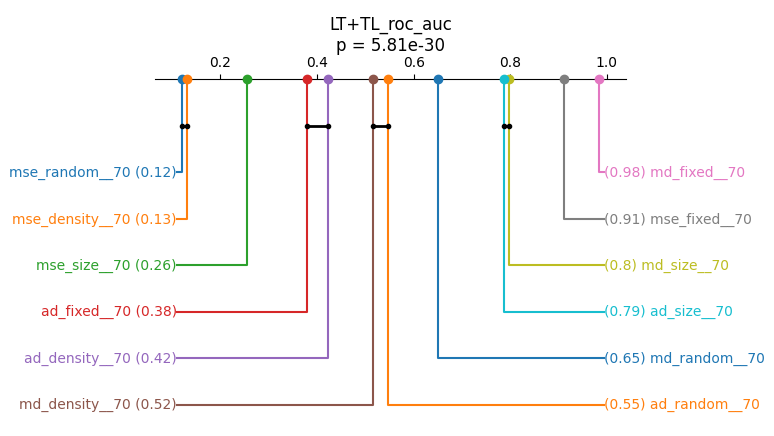 LT+TL_roc_auc
p = 5.81e-30
0.2 0.4 0.6 0.8 1.0
mse_random__70 (0.12)
(0.98) md_fixed__70
mse_density__70 (0.13)
(0.91) mse_fixed__70
mse_size__70 (0.26)
(0.8) md_size__70
ad_fixed__70 (0.38)
(0.79) ad_size__70
ad_density__70 (0.42)
(0.65) md_random__70
md_density__70 (0.52)
(0.55) ad_random__70